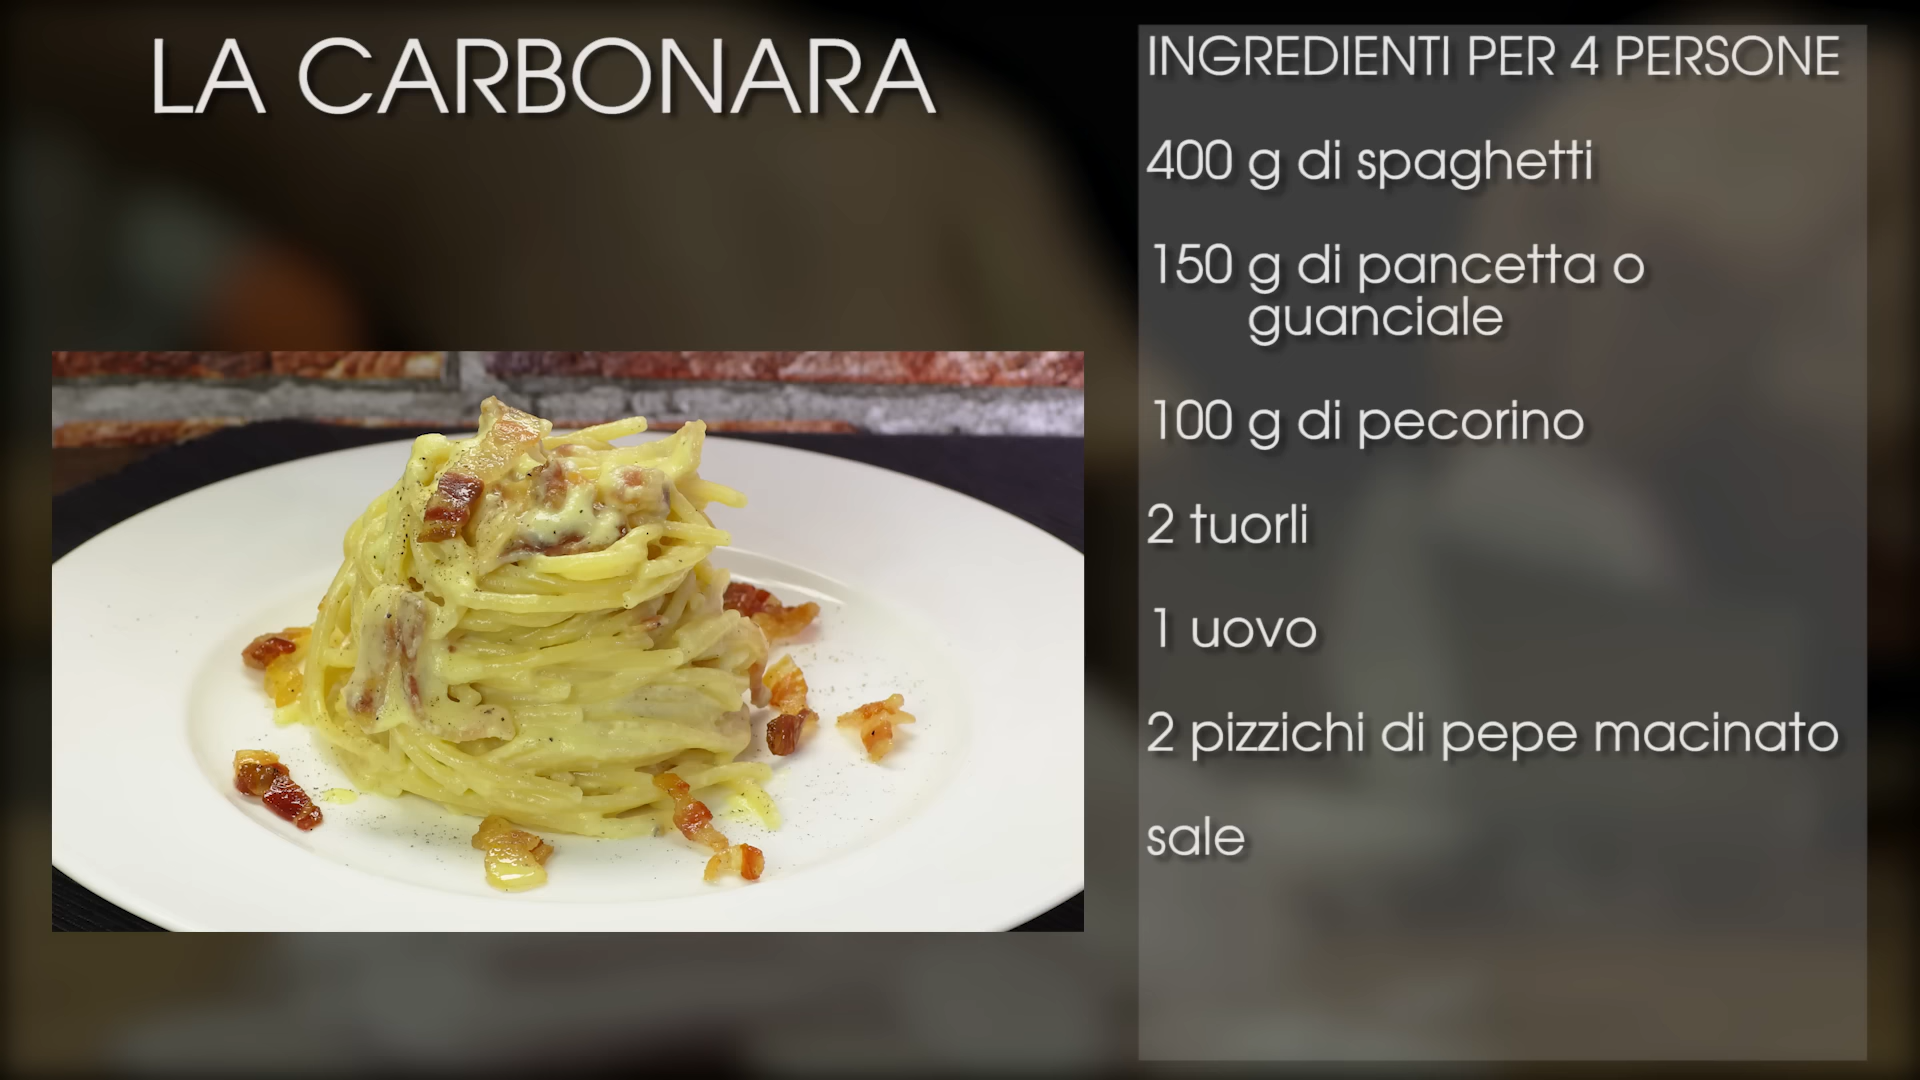 LA CARBONARA
INGREDIENTI PER 4 PERSONE
400 g di spaghetti
150 g di pancetta o
guanciale
100 g di pecorino
2 tuorli
1 uovo
2 pizzichi di pepe macinato
sale